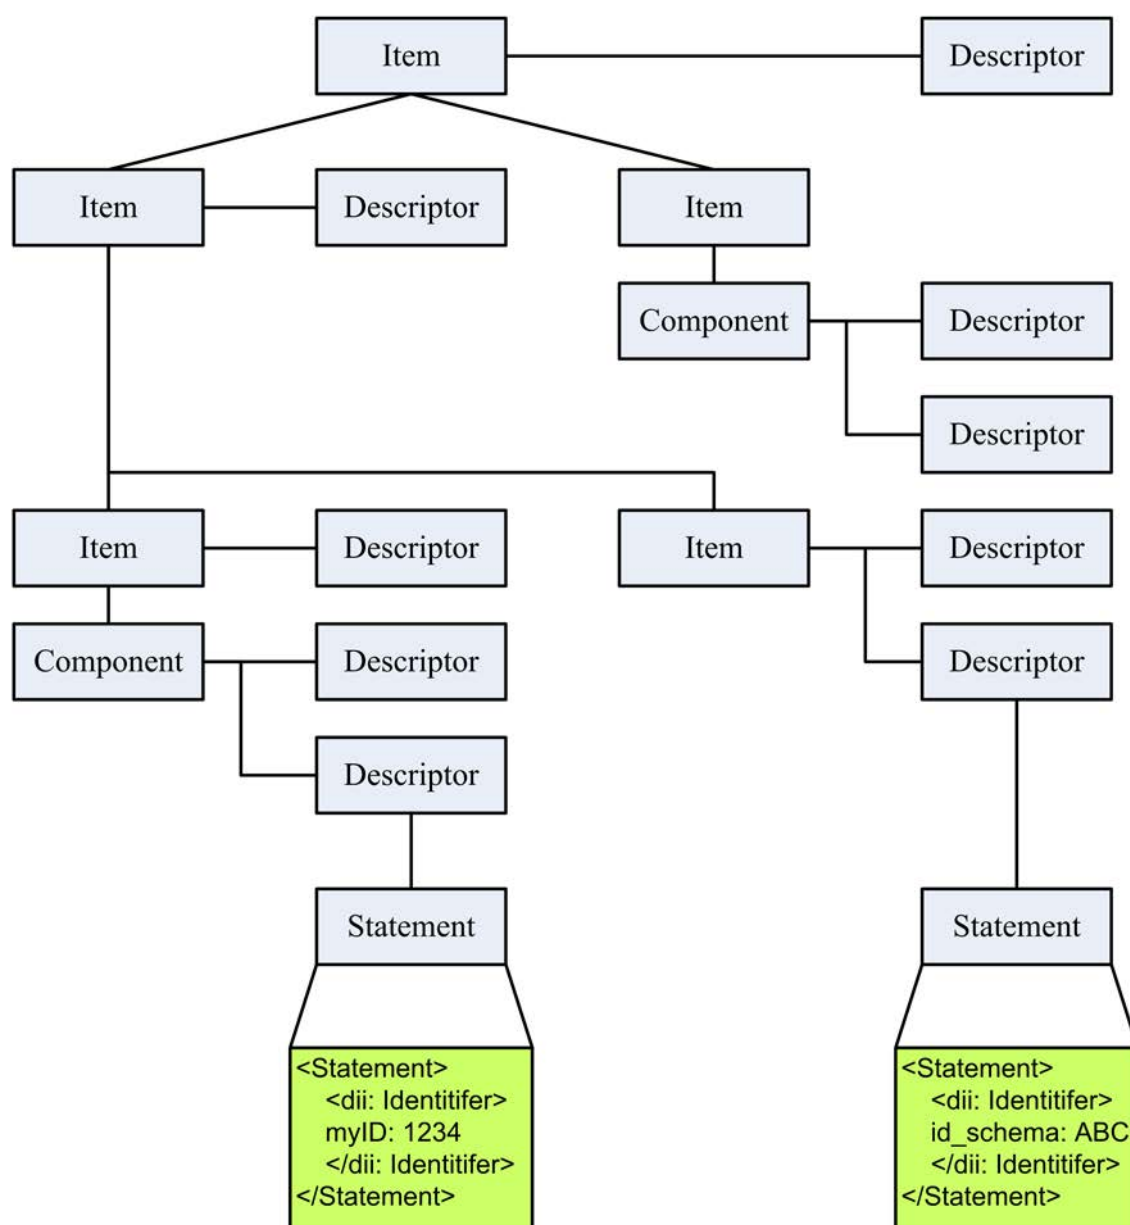 Item
Descriptor
Item
Descriptor
Item
Component
Descriptor
Descriptor
Item
Descriptor
Item
Descriptor
Component
Descriptor
Descriptor
Descriptor
Statement
Statement
<Statement>
<dii: Identitifer>
myID: 1234
</dii: Identitifer>
</Statement>
<Statement>
<dii: Identitifer>
id_schema: ABC
</dii: Identitifer>
</Statement>